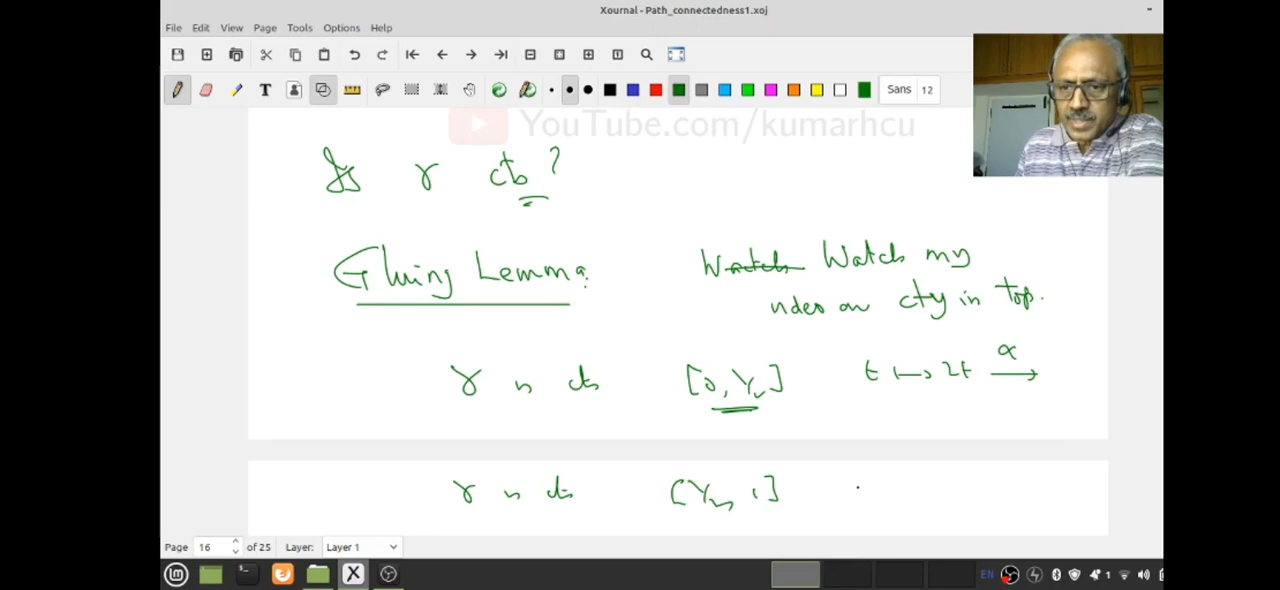 Xournal - Path_connectedness1.xoj
File Edit View Page Tools Options Help
Sans 12
YouTube.com/kumarhcu
Is γ cts ?
Gluing Lemma: Watch my
video on cty in top.
γ is cts [0, 1/2] t ↦ 2t α→
γ is cts [1/2, 1]
Page 16 of 25 Layer: Layer 1
EN 1